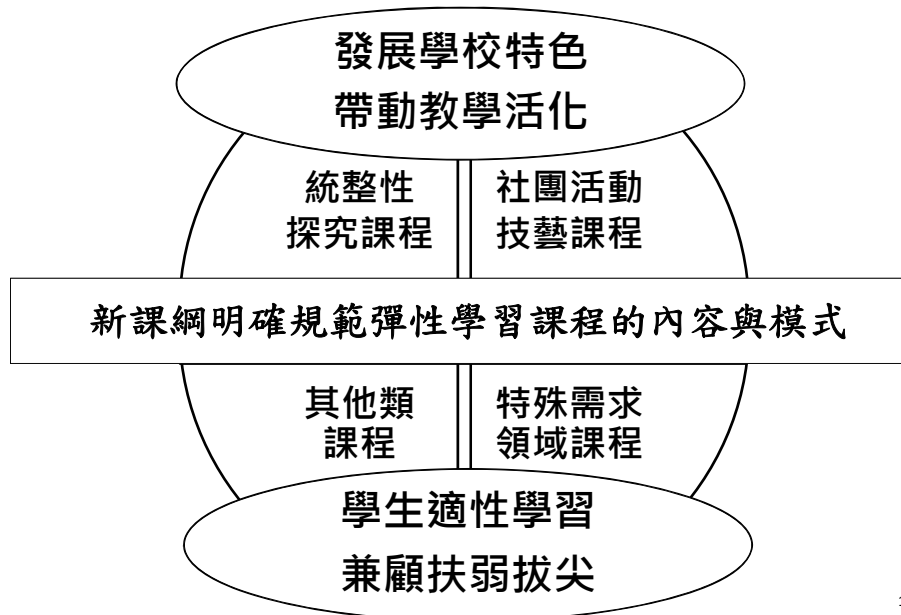 發展學校特色
帶動教學活化
統整性
探究課程
社團活動
技藝課程
新課綱明確規范彈性學習課程的內容與模式
其他類
課程
特殊需求
領域課程
學生適性學習
兼顧扶弱拔尖